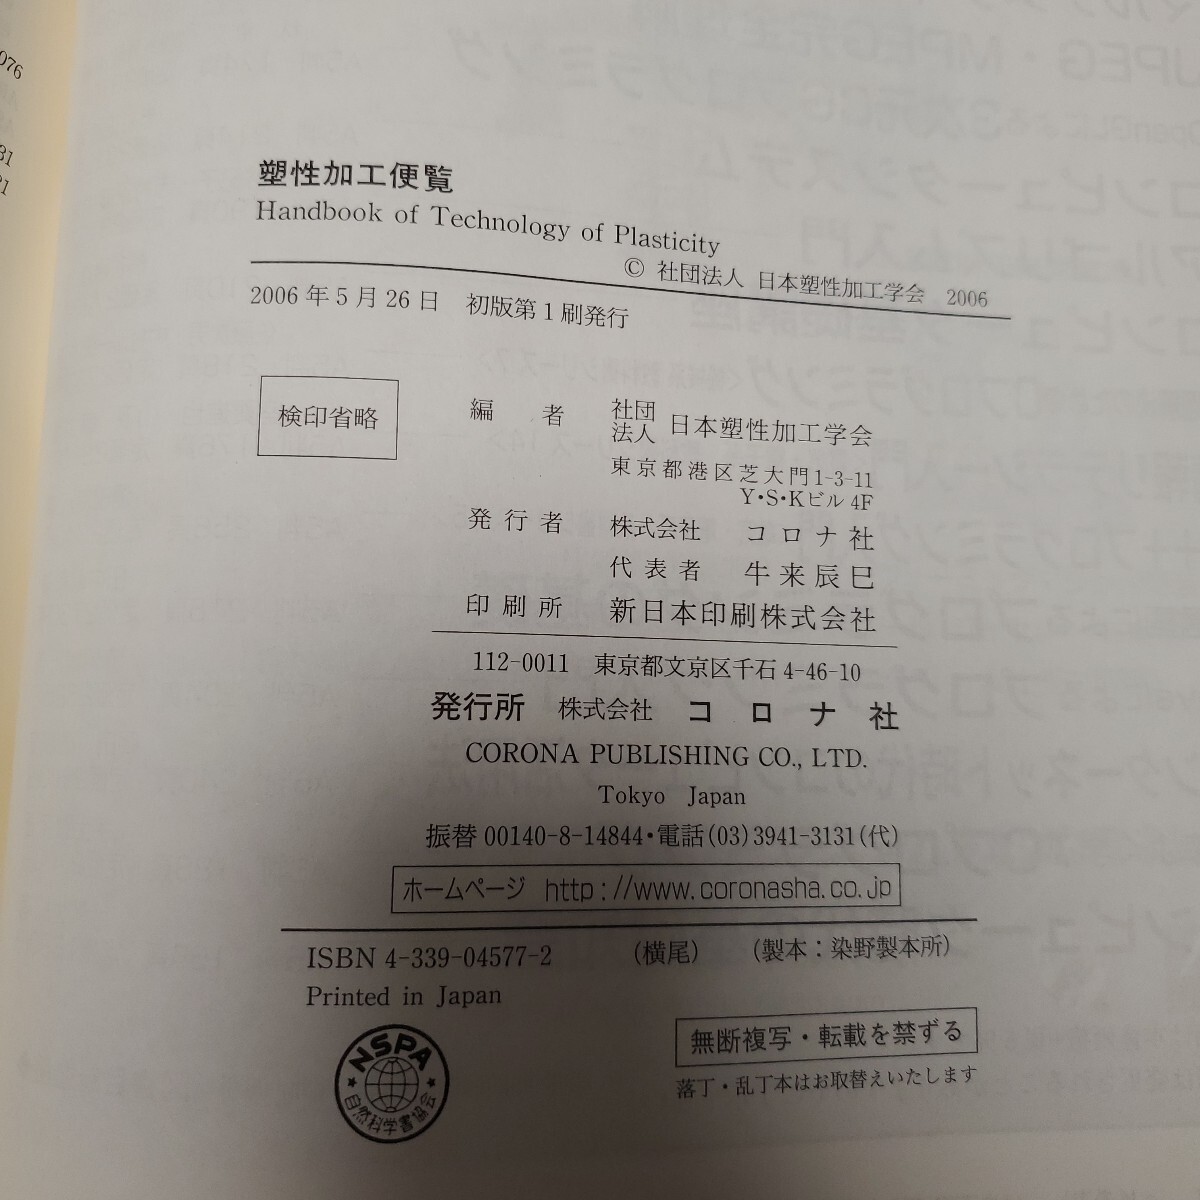 076
31
21
塑性加工便覧
Handbook of Technology of Plasticity
© 社団法人 日本塑性加工学会 2006
2006年5月26日 初版第1刷発行
検印省略
編者 社団法人 日本塑性加工学会
東京都港区芝大門1-3-11
Y・S・Kビル 4F
発行者 株式会社 コロナ社
代表者 牛来辰巳
印刷所 新日本印刷株式会社
112-0011 東京都文京区千石4-46-10
発行所 株式会社 コロナ社
CORONA PUBLISHING CO., LTD.
Tokyo Japan
振替 00140-8-14844・電話(03)3941-3131(代)
ホームページ http://www.coronasha.co.jp
ISBN 4-339-04577-2 (横尾) (製本:染野製本所)
Printed in Japan
無断複写・転載を禁ずる
落丁・乱丁本はお取替えいたします
NSPA
自然科学書協会